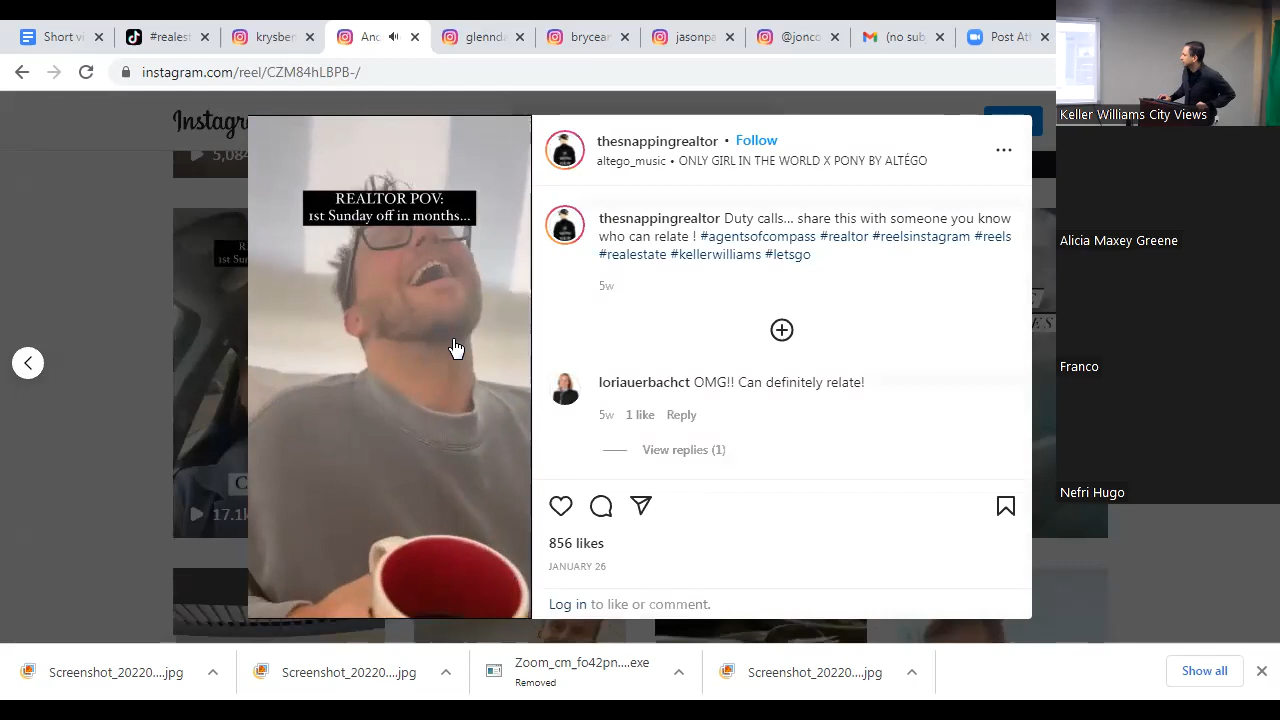 Short vi
#realest
krysber
And
glennda
brycear
jasonpa
@jonco
(no sub
Post Att
instagram.com/reel/CZM84hLBPB-/
Instagr
5,084
17.1k
REALTOR POV:
1st Sunday off in months...
thesnappingrealtor • Follow
altego_music • ONLY GIRL IN THE WORLD X PONY BY ALTÉGO
thesnappingrealtor Duty calls... share this with someone you know
who can relate ! #agentsofcompass #realtor #reelsinstagram #reels
#realestate #kellerwilliams #letsgo
5w
loriauerbachct OMG!! Can definitely relate!
5w 1 like Reply
View replies (1)
856 likes
JANUARY 26
Log in to like or comment.
Keller Williams City Views
Alicia Maxey Greene
Franco
Nefri Hugo
Screenshot_20220....jpg
Screenshot_20220....jpg
Zoom_cm_fo42pn....exe
Removed
Screenshot_20220....jpg
Show all